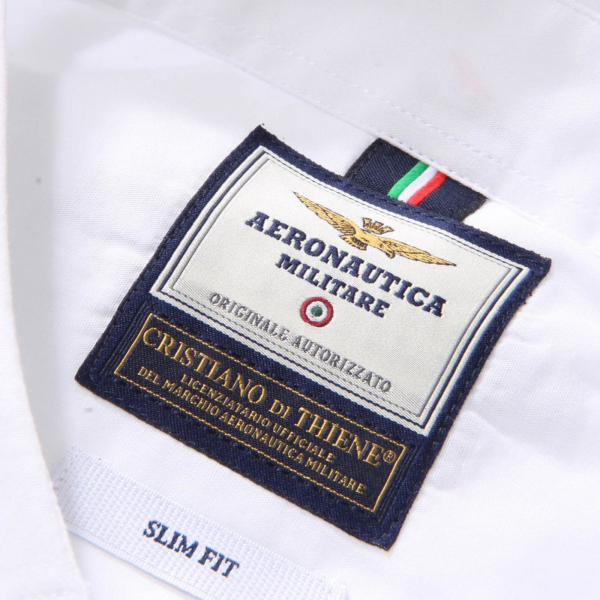 AERONAUTICA
MILITARE
ORIGINALE AUTORIZZATO
CRISTIANO DI THIENE®
LICENZIATARIO UFFICIALE
DEL MARCHIO AERONAUTICA MILITARE
SLIM FIT